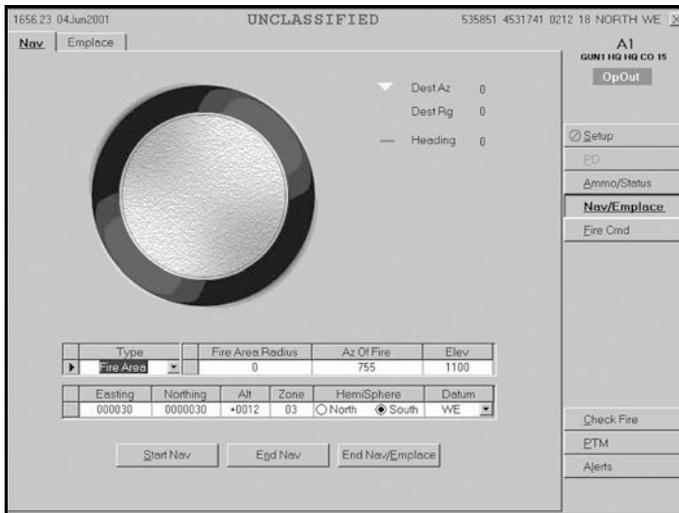 1656.23 04Jun2001 UNCLASSIFIED 535851 4531741 0212 18 NORTH WE X
Nav Emplace
A1
GUN1 HQ HQ CO 15
OpOut
Dest Az 0
Dest Rg 0
Heading 0
Setup
PD
Ammo/Status
Nav/Emplace
Fire Cmd
Type Fire Area Radius Az Of Fire Elev
Fire Area 0 755 1100
Easting Northing Alt Zone HemiSphere Datum
000030 0000030 +0012 03 North South WE
Start Nav End Nav End Nav/Emplace
Check Fire
PTM
Alerts